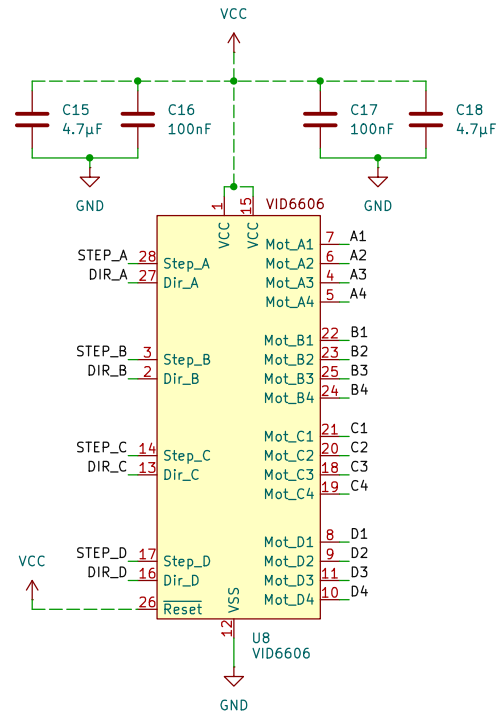 VCC
C15
4.7µF
C16
100nF
C17
100nF
C18
4.7µF
GND
GND
1
15
VID6606
VCC
VCC
STEP_A 28 Step_A
DIR_A 27 Dir_A
STEP_B 3 Step_B
DIR_B 2 Dir_B
STEP_C 14 Step_C
DIR_C 13 Dir_C
STEP_D 17 Step_D
DIR_D 16 Dir_D
VCC
26 Reset
Mot_A1 7 A1
Mot_A2 6 A2
Mot_A3 4 A3
Mot_A4 5 A4
Mot_B1 22 B1
Mot_B2 23 B2
Mot_B3 25 B3
Mot_B4 24 B4
Mot_C1 21 C1
Mot_C2 20 C2
Mot_C3 18 C3
Mot_C4 19 C4
Mot_D1 8 D1
Mot_D2 9 D2
Mot_D3 11 D3
Mot_D4 10 D4
VSS
12
U8
VID6606
GND